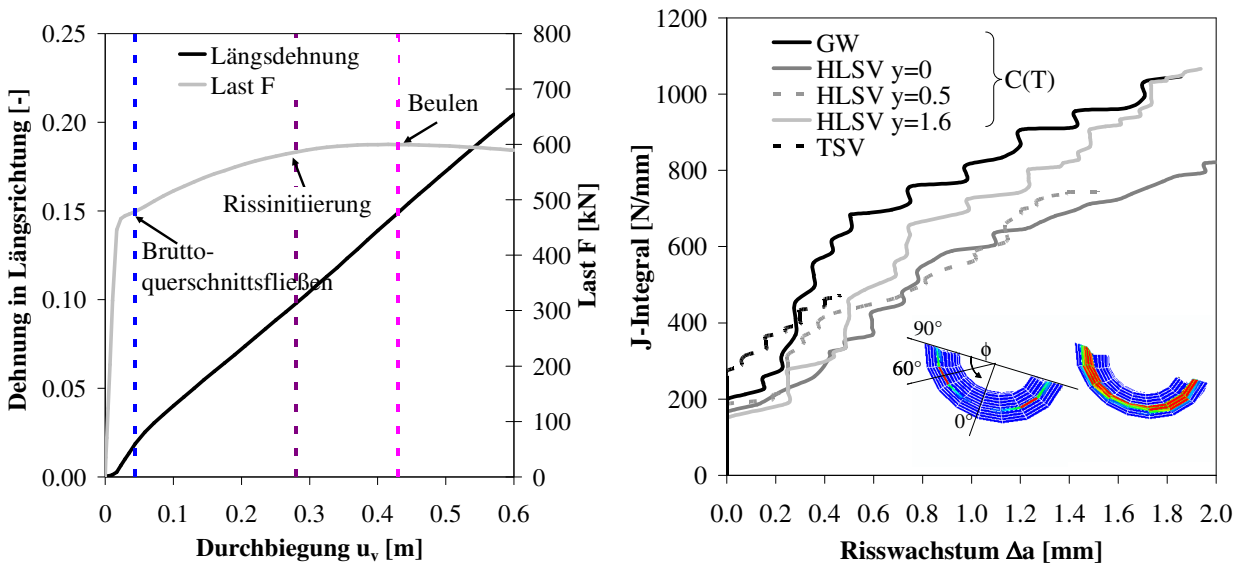 0.25
0.20
0.15
0.10
0.05
0.00
Dehnung in Längsrichtung [-]
Längsdehnung
Last F
Beulen
Rissinitiierung
Brutto-
querschnittsfließen
800
700
600
500
400
300
200
100
0
Last F [kN]
0 0.1 0.2 0.3 0.4 0.5 0.6
Durchbiegung uv [m]
1200
1000
800
600
400
200
0
J-Integral [N/mm]
GW
HLSV y=0
HLSV y=0.5
HLSV y=1.6
TSV
C(T)
90°
60°
0°
ϕ
0.0 0.2 0.4 0.6 0.8 1.0 1.2 1.4 1.6 1.8 2.0
Risswachstum Δa [mm]